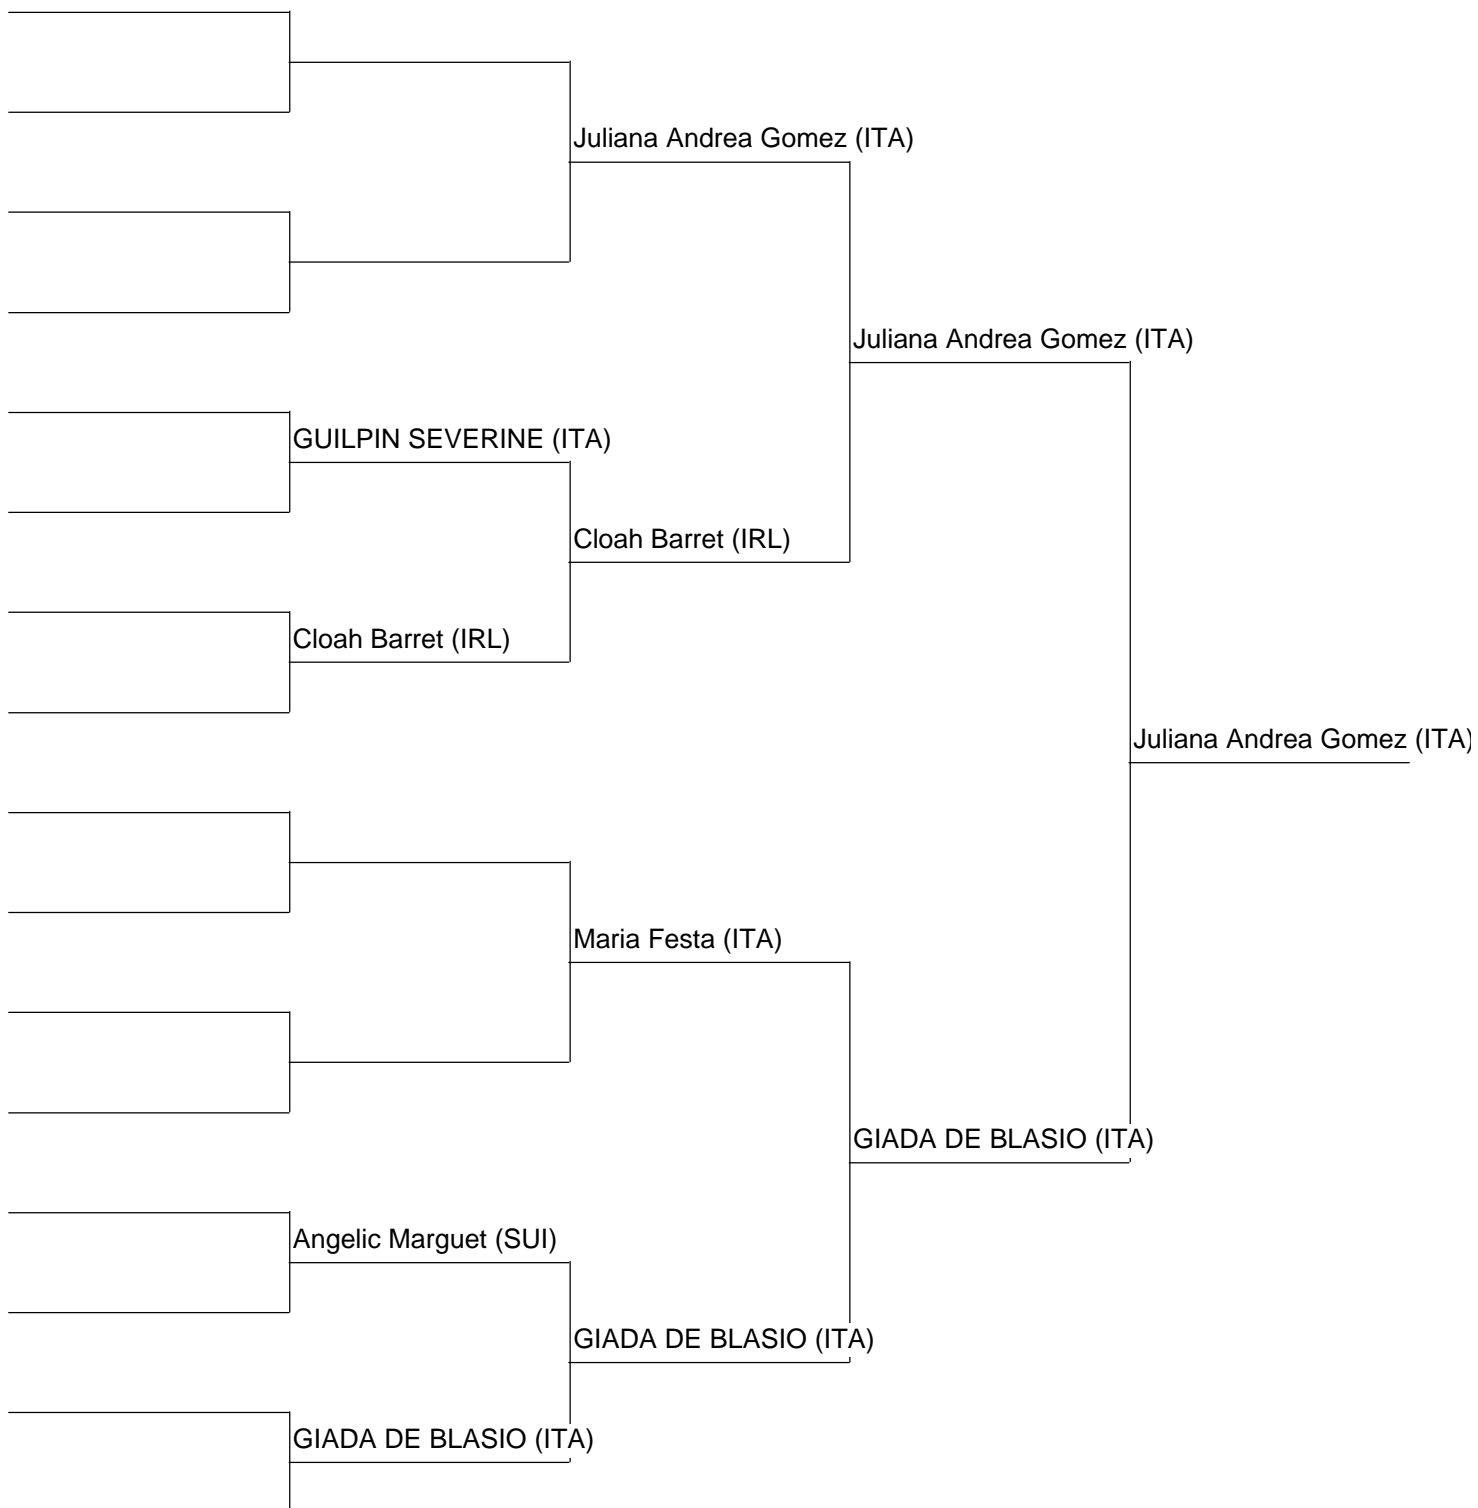 Juliana Andrea Gomez (ITA)
Juliana Andrea Gomez (ITA)
GUILPIN SEVERINE (ITA)
Cloah Barret (IRL)
Cloah Barret (IRL)
Juliana Andrea Gomez (ITA)
Maria Festa (ITA)
GIADA DE BLASIO (ITA)
Angelic Marguet (SUI)
GIADA DE BLASIO (ITA)
GIADA DE BLASIO (ITA)